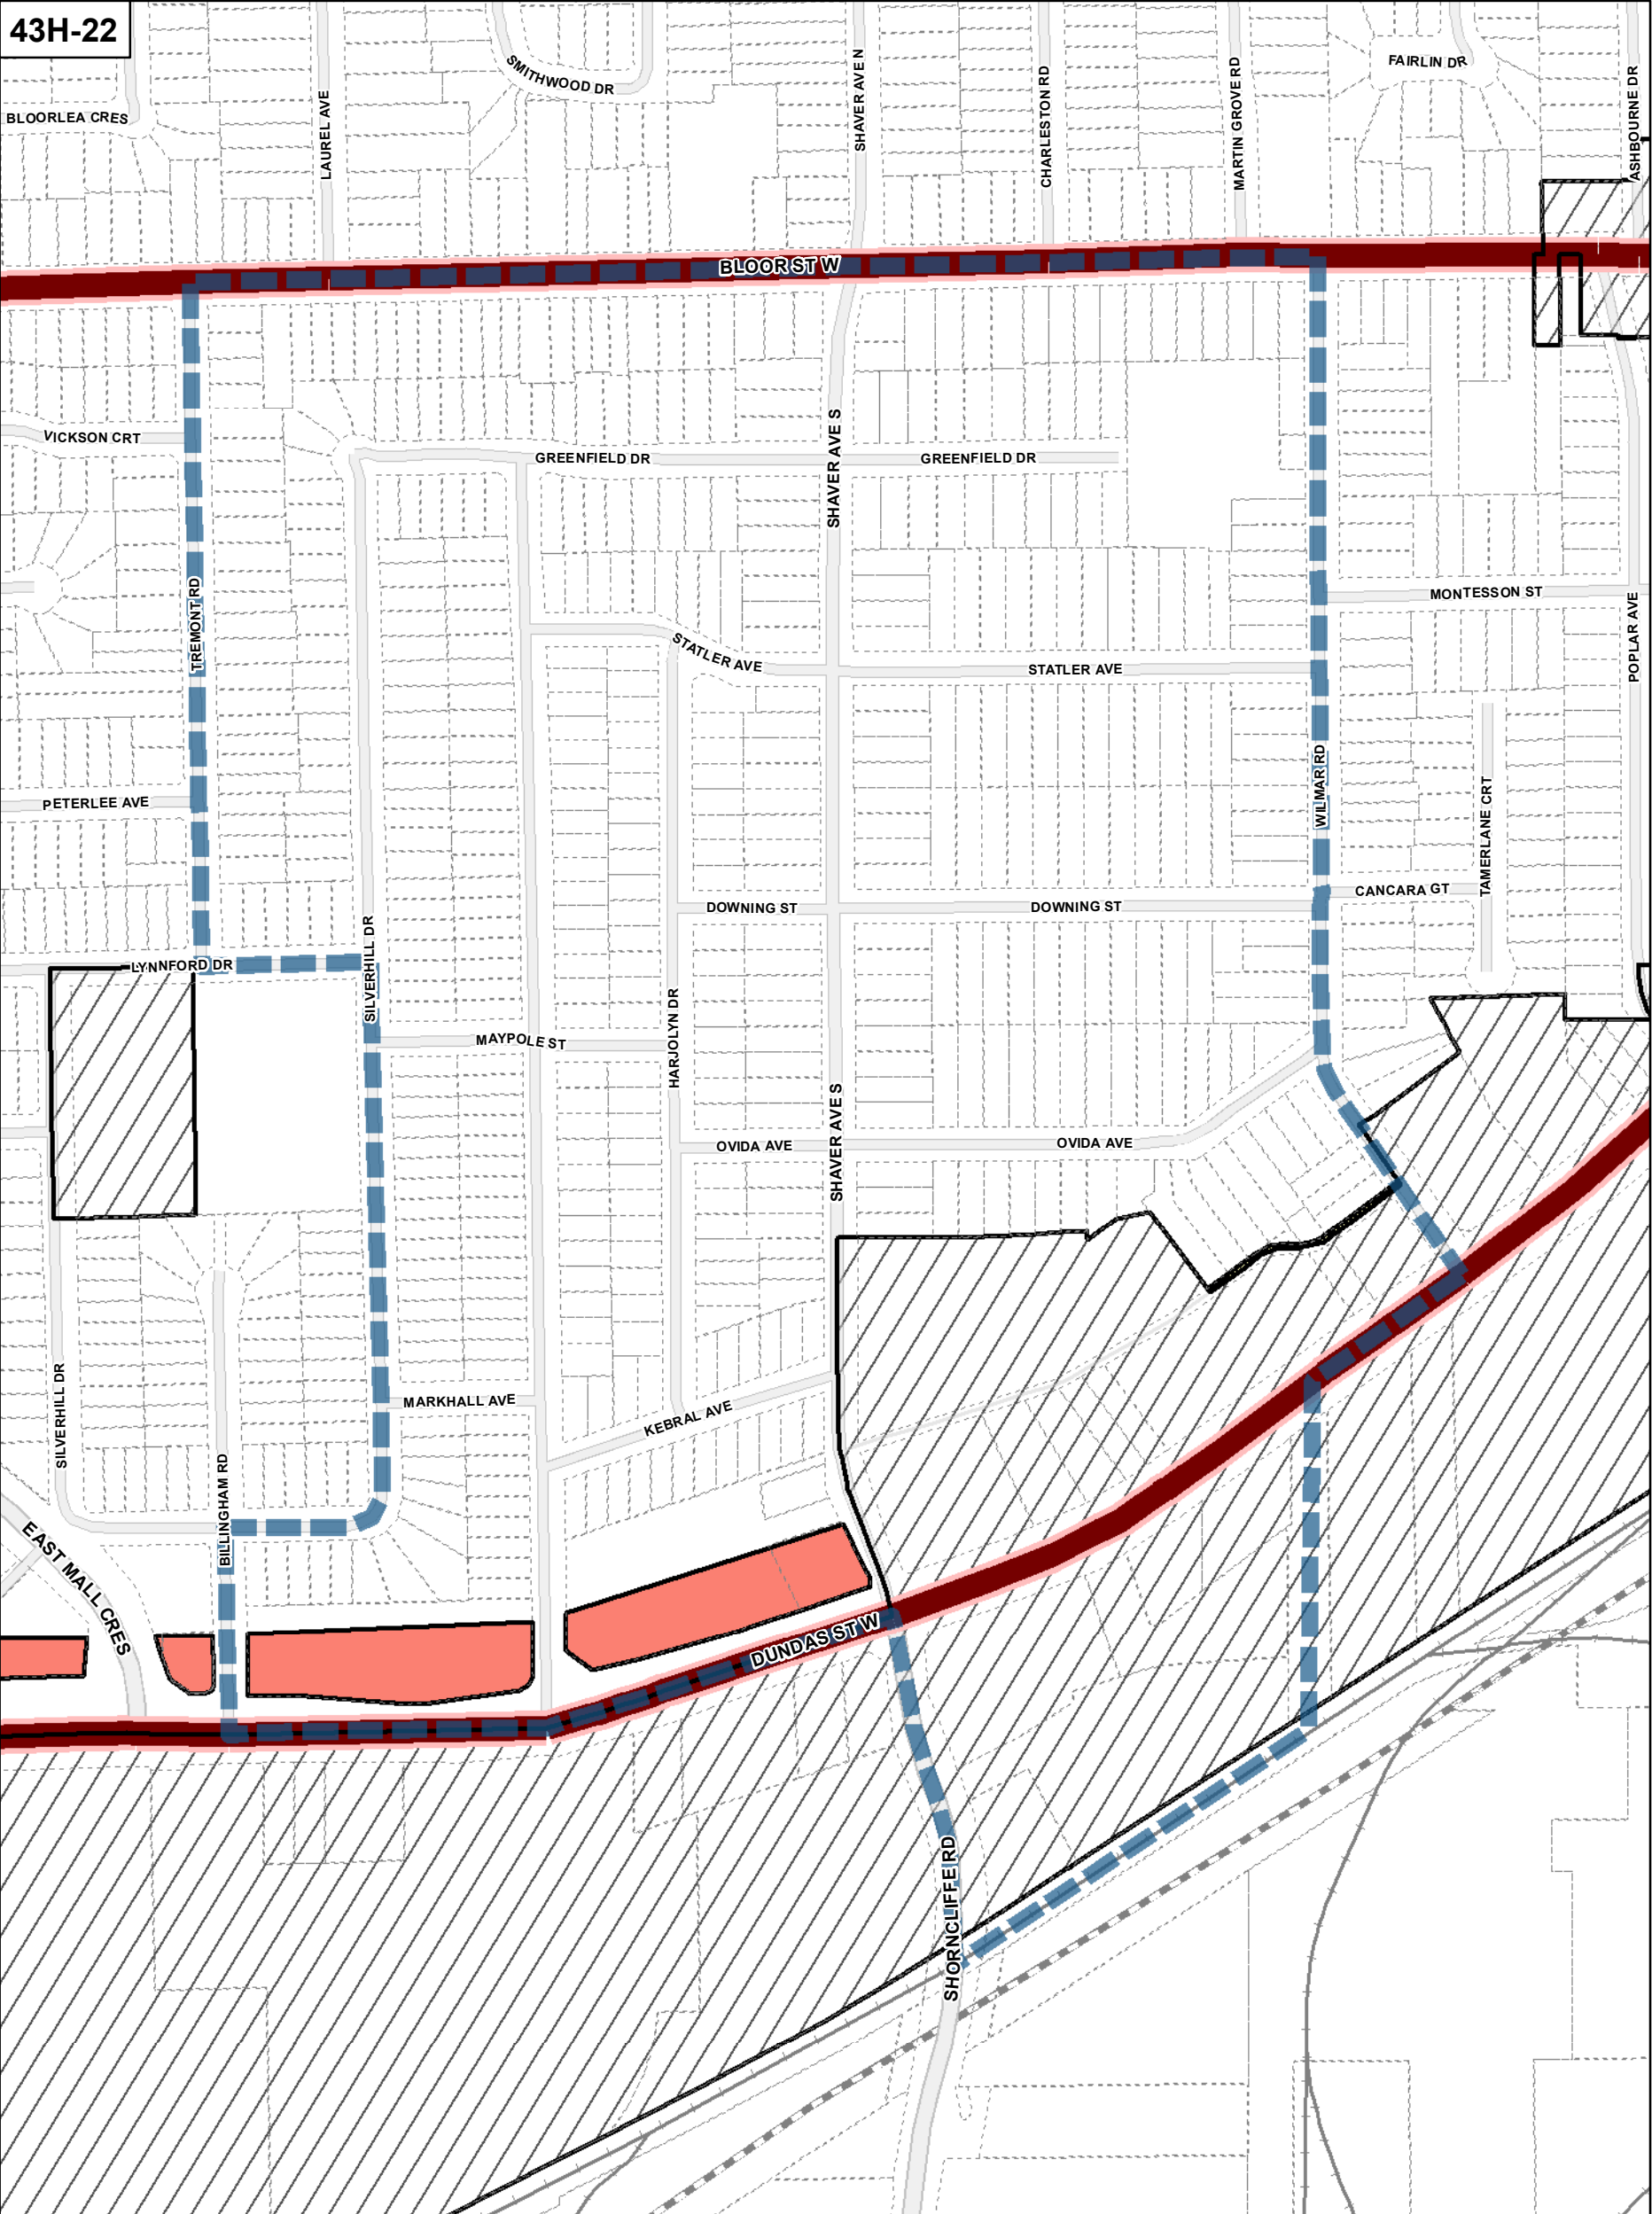 43H-22
SMITHWOOD DR
FAIRLIN DR
BLOORLEA CRES
LAUREL AVE
SHAVER AVE N
CHARLESTON RD
MARTIN GROVE RD
ASHBOURNE DR
BLOOR ST W
VICKSON CRT
GREENFIELD DR
GREENFIELD DR
SHAVER AVE S
TREMONT RD
MONTESSON ST
POPLAR AVE
STATLER AVE
STATLER AVE
WILMAR RD
PETERLEE AVE
TAMERLANE CRT
CANCARA GT
DOWNING ST
DOWNING ST
LYNNFORD DR
SILVERHILL DR
MAYPOLE ST
HARJOLYN DR
SHAVER AVE S
OVIDA AVE
OVIDA AVE
SILVERHILL DR
MARKHALL AVE
KEBRAL AVE
BILLINGHAM RD
EAST MALL CRES
DUNDAS ST W
SHORNCLIFFE RD